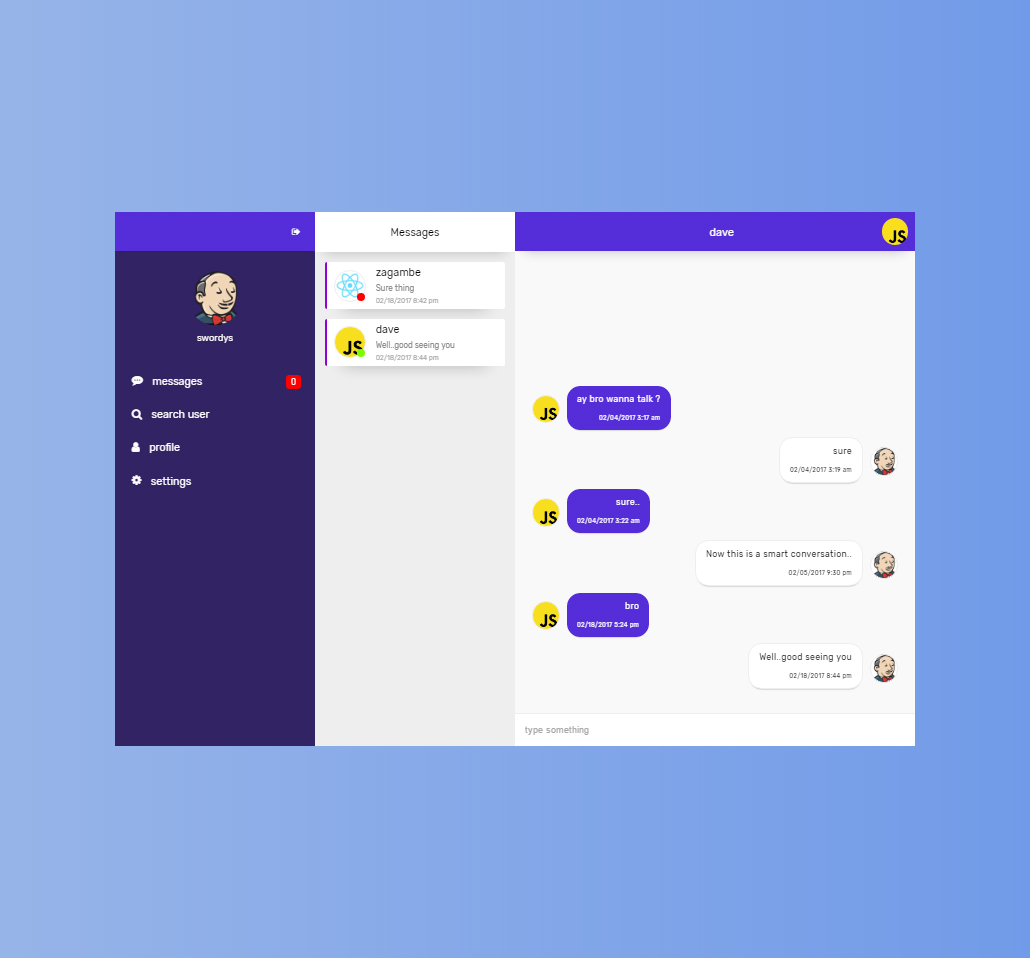 swordys
messages 0
search user
profile
settings
Messages
zagambe
Sure thing
02/18/2017 8:42 pm
JS
dave
Well..good seeing you
02/18/2017 8:44 pm
dave
JS
JS
ay bro wanna talk ?
02/04/2017 3:17 am
sure
02/04/2017 3:19 am
JS
sure..
02/04/2017 3:22 am
Now this is a smart conversation..
02/05/2017 9:30 pm
JS
bro
02/18/2017 5:24 pm
Well..good seeing you
02/18/2017 8:44 pm
type something